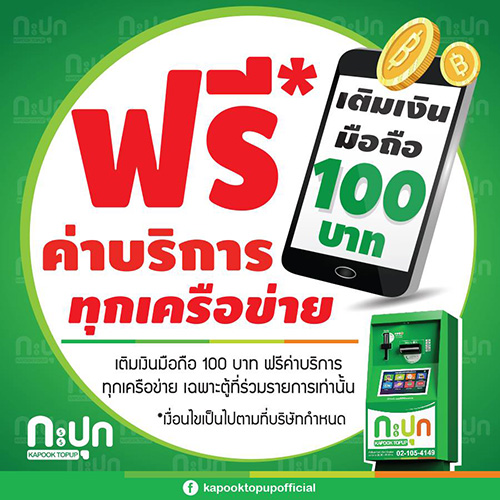 กะปุก
KAPOOK TOPUP
ฟรี*
เติมเงิน
มือถือ
100
บาท
ค่าบริการ
ทุกเครือข่าย
เติมเงินมือถือ 100 บาท ฟรีค่าบริการ
ทุกเครือข่าย เฉพาะตู้ที่ร่วมรายการเท่านั้น
*เงื่อนไขเป็นไปตามที่บริษัทกำหนด
กะปุก
KAPOOK TOPUP
กะปุก
KAPOOK TOPUP
02-105-4149
f kapooktopupofficial